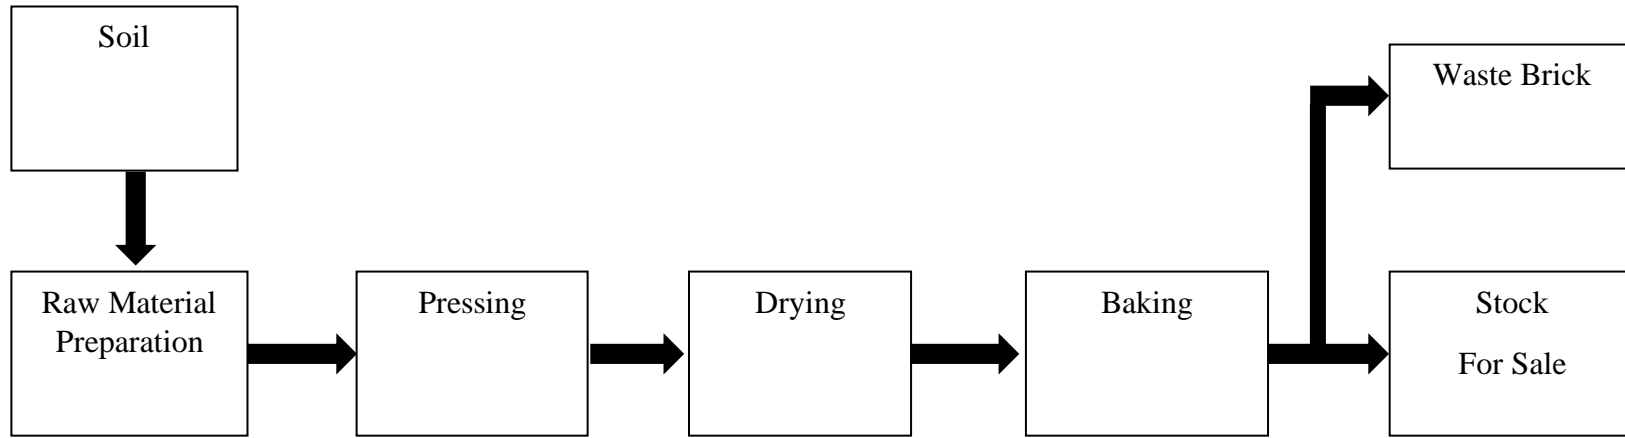 Soil
Waste Brick
Raw Material
Preparation
Pressing
Drying
Baking
Stock
For Sale